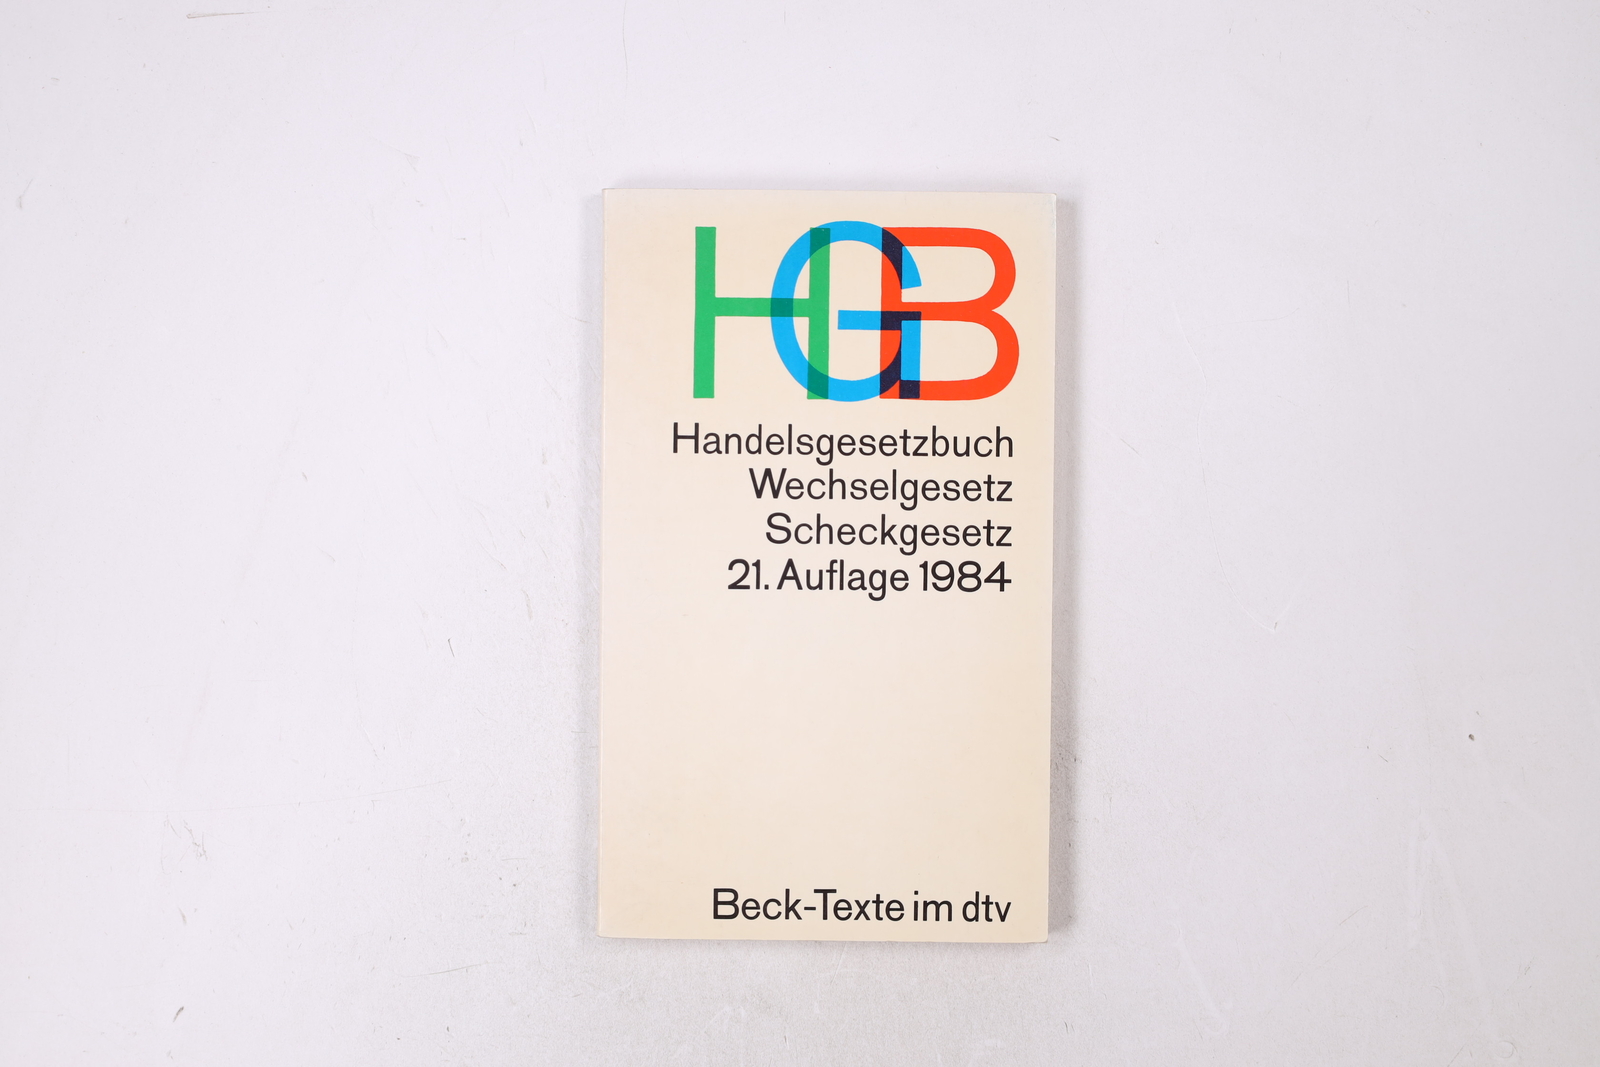 HGB
Handelsgesetzbuch
Wechselgesetz
Scheckgesetz
21. Auflage 1984
Beck-Texte im dtv